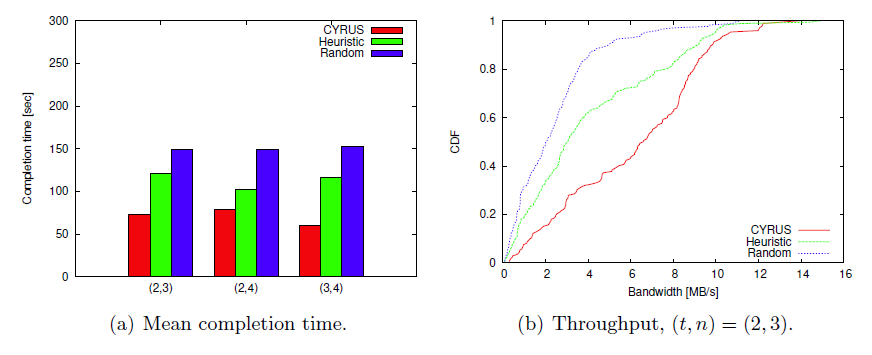 300
250
200
150
100
50
0
Completion time [sec]
CYRUS
Heuristic
Random
(2,3)
(2,4)
(3,4)
(a) Mean completion time.
1
0.8
0.6
0.4
0.2
0
CDF
CYRUS
Heuristic
Random
0
2
4
6
8
10
12
14
16
Bandwidth [MB/s]
(b) Throughput, (t, n) = (2, 3).